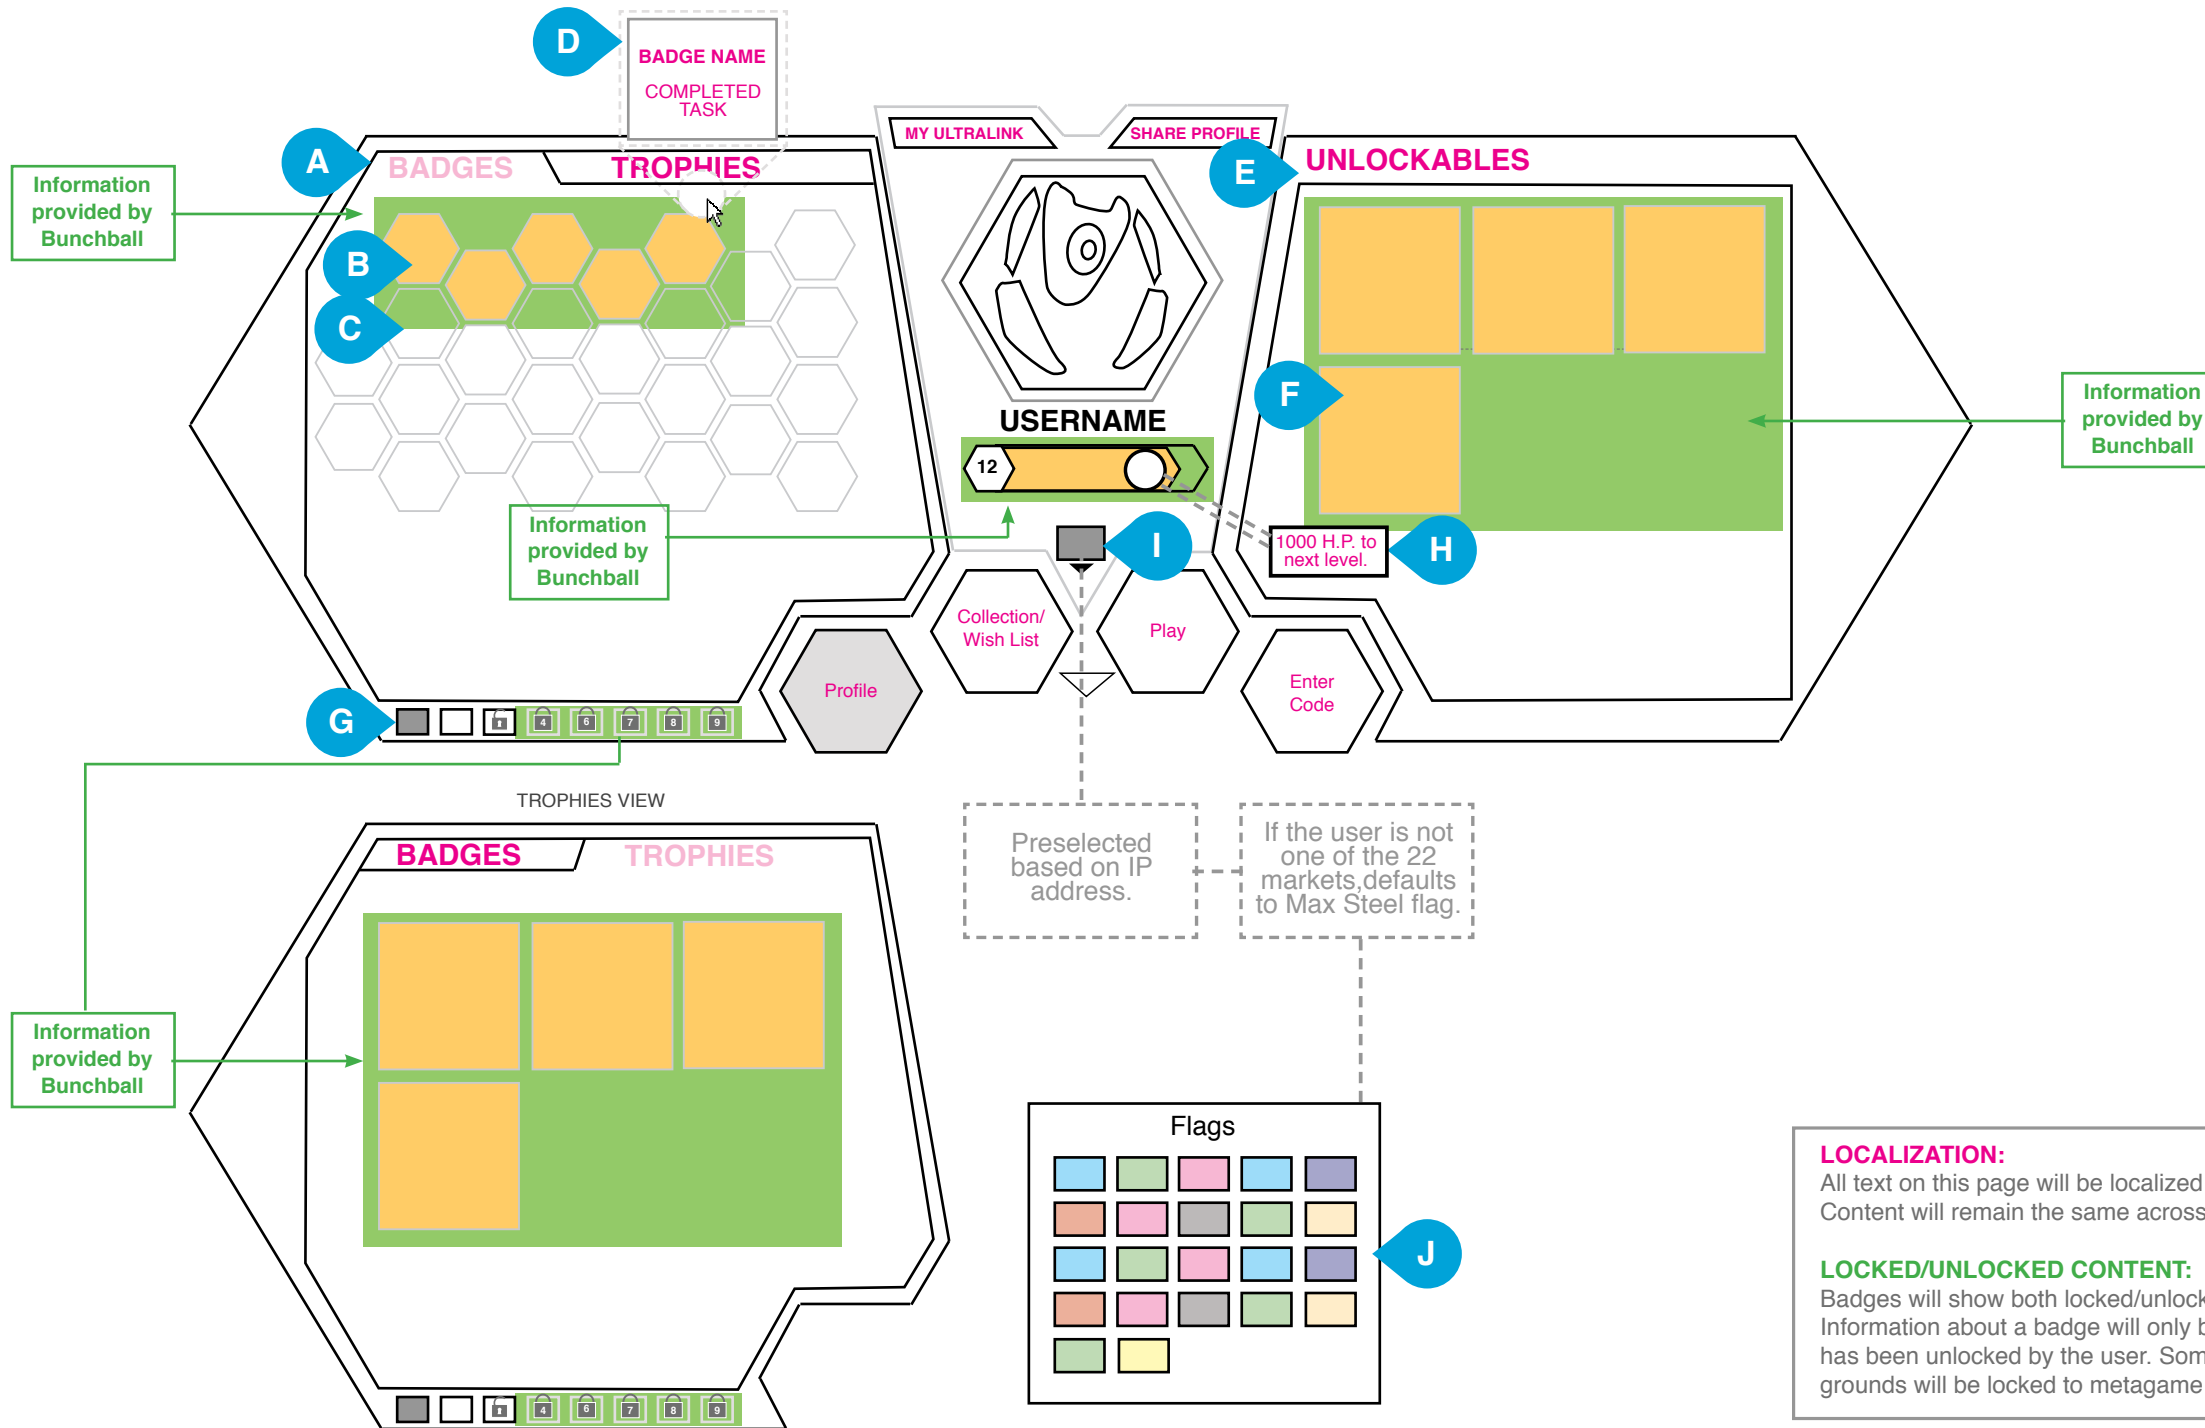 D
BADGE NAME
COMPLETED
TASK
MY ULTRALINK
SHARE PROFILE
A
BADGES
TROPHIES
E
UNLOCKABLES
Information
provided by
Bunchball
B
C
F
Information
provided by
Bunchball
USERNAME
12
Information
provided by
Bunchball
I
1000 H.P. to
next level.
H
Collection/
Wish List
Play
Profile
Enter
Code
G
4
6
7
8
9
TROPHIES VIEW
BADGES
TROPHIES
Preselected
based on IP
address.
If the user is not
one of the 22
markets,defaults
to Max Steel flag.
Information
provided by
Bunchball
Flags
J
LOCALIZATION:
All text on this page will be localized
Content will remain the same across
LOCKED/UNLOCKED CONTENT:
Badges will show both locked/unlock
Information about a badge will only b
has been unlocked by the user. Som
grounds will be locked to metagame
4
6
7
8
9